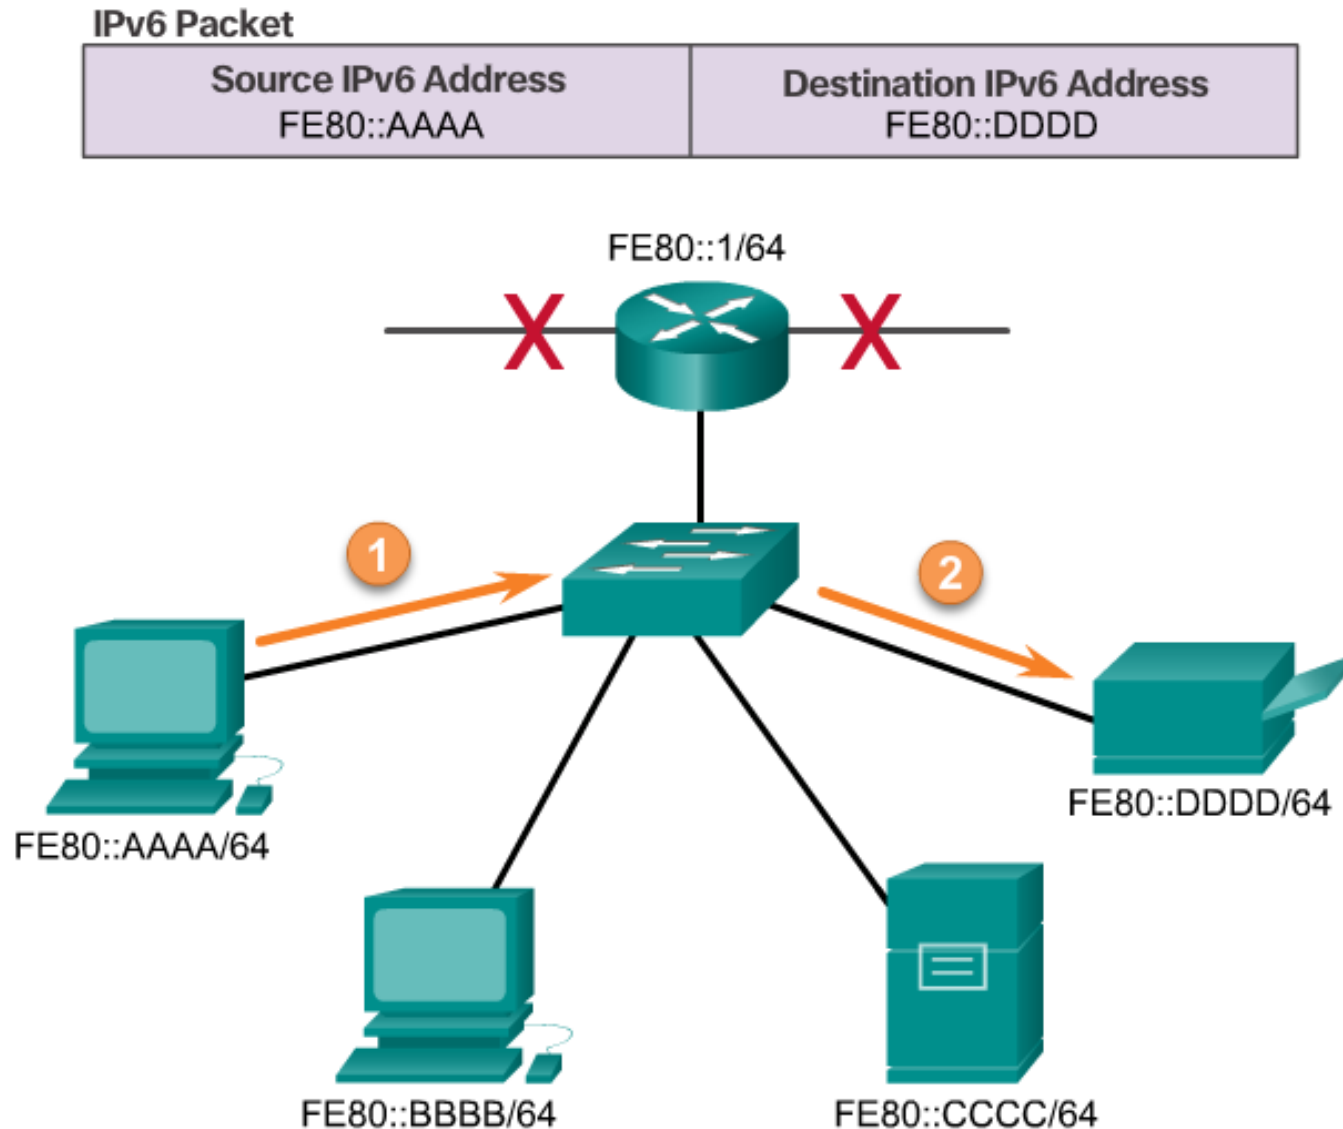 IPv6 Packet
Source IPv6 Address
FE80::AAAA
Destination IPv6 Address
FE80::DDDD
FE80::1/64
1
2
FE80::AAAA/64
FE80::DDDD/64
FE80::BBBB/64
FE80::CCCC/64